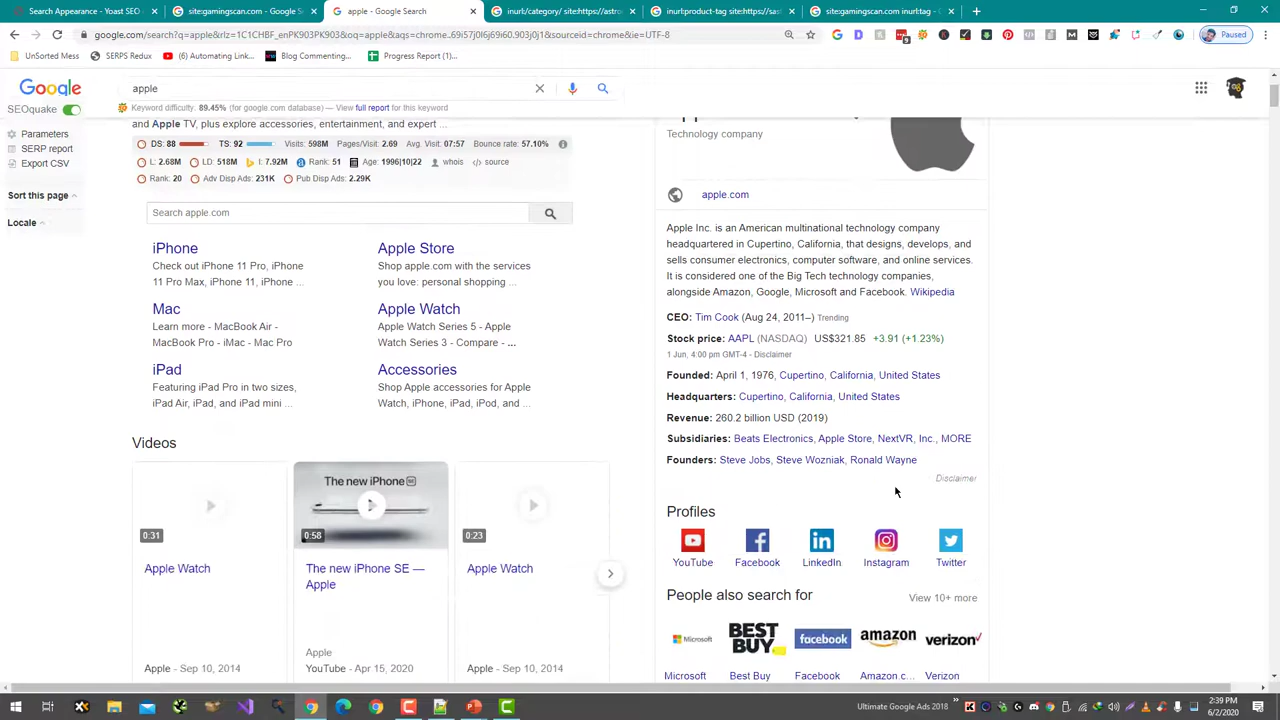 apple - Yoast SEO
sitegamingscan.com - Google S
apple - Google Search
inurl/category/ sitehttps://astro
inurlproduct-tag sitehttps://sast
sitegamingscan.com inurltag - G
google.com/search?q=apple&rlz=1C1CHBF_enPK903PK903&oq=apple&aqs=chrome..69i57j0l6j69i60.903j0j1&sourceid=chrome&ie=UTF-8
Paused
UnSorted Mess
SERPS Redux
(5) Automating Link...
Blog Commenting...
Progress Report (...
Google
apple
SEOquake
Keyword difficulty: 89.45% (for google.com database) — View full report for this keyword
Parameters
SERP report
Export CSV
Sort this page
Locale
and Apple TV, plus explore accessories, entertainment, and expert ...
DS: 88 TS: 92 Visits: 598M Pages/Visit: 2.69 Avg. Visit: 07:57 Bounce rate: 57.10%
L: 2.68M LD: 518M I: 7.92M Rank: 51 Age: 1996|10|22 whois </> source
Rank: 20 Adv Disp Ads: 231K Pub Disp Ads: 2.29K
Search apple.com
iPhone
Check out iPhone 11 Pro, iPhone
11 Pro Max, iPhone 11, iPhone ...
Apple Store
Shop apple.com with the services
you love: personal shopping ...
Mac
Learn more - MacBook Air -
MacBook Pro - iMac - Mac Pro
Apple Watch
Apple Watch Series 5 - Apple
Watch Series 3 - Compare - ...
iPad
Featuring iPad Pro in two sizes,
iPad Air, iPad, and iPad mini ...
Accessories
Shop Apple accessories for Apple
Watch, iPhone, iPad, iPod, and ...
Videos
0:31
Apple Watch
Apple - Sep 10, 2014
The new iPhone SE
0:58
The new iPhone SE —
Apple
Apple
YouTube - Apr 15, 2020
0:23
Apple Watch
Apple - Sep 10, 2014
Technology company
apple.com
Apple Inc. is an American multinational technology company
headquartered in Cupertino, California, that designs, develops, and
sells consumer electronics, computer software, and online services.
It is considered one of the Big Tech technology companies,
alongside Amazon, Google, Microsoft and Facebook. Wikipedia
CEO: Tim Cook (Aug 24, 2011–) Trending
Stock price: AAPL (NASDAQ) US$321.85 +3.91 (+1.23%)
1 Jun, 4:00 pm GMT-4 - Disclaimer
Founded: April 1, 1976, Cupertino, California, United States
Headquarters: Cupertino, California, United States
Revenue: 260.2 billion USD (2019)
Subsidiaries: Beats Electronics, Apple Store, NextVR, Inc., MORE
Founders: Steve Jobs, Steve Wozniak, Ronald Wayne
Disclaimer
Profiles
YouTube
Facebook
LinkedIn
Instagram
Twitter
People also search for
View 10+ more
Microsoft
BEST
BUY
facebook
amazon
verizon
Microsoft
Best Buy
Facebook
Amazon.c...
Verizon
Ultimate Google Ads 2018
2:39 PM
6/2/2020